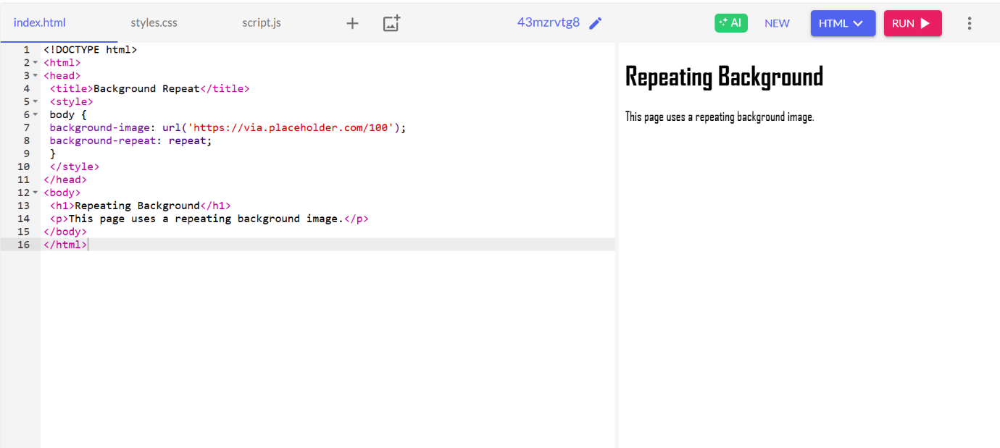 index.html styles.css script.js + 43mzrvtg8 AI NEW HTML RUN
1 <!DOCTYPE html>
2 <html>
3 <head>
4 <title>Background Repeat</title>
5 <style>
6 body {
7 background-image: url('https://via.placeholder.com/100');
8 background-repeat: repeat;
9 }
10 </style>
11 </head>
12 <body>
13 <h1>Repeating Background</h1>
14 <p>This page uses a repeating background image.</p>
15 </body>
16 </html>
Repeating Background
This page uses a repeating background image.